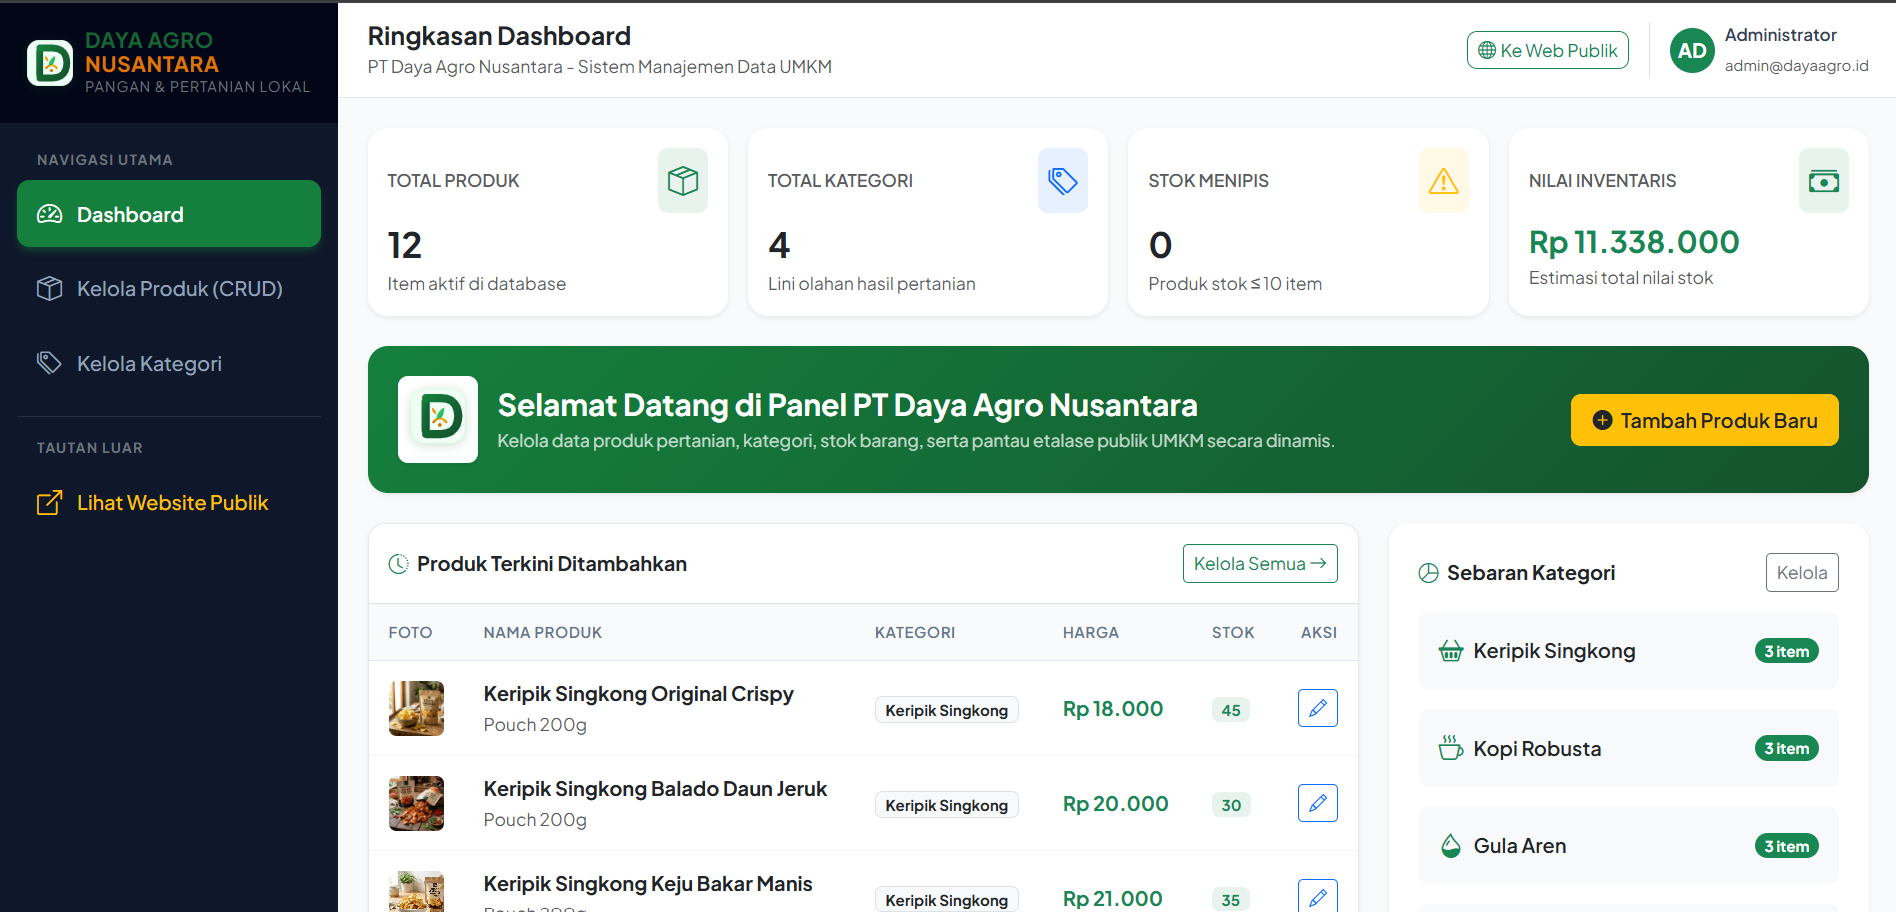 DAYA AGRO
NUSANTARA
PANGAN & PERTANIAN LOKAL
NAVIGASI UTAMA
Dashboard
Kelola Produk (CRUD)
Kelola Kategori
TAUTAN LUAR
Lihat Website Publik
Ringkasan Dashboard
PT Daya Agro Nusantara - Sistem Manajemen Data UMKM
Ke Web Publik
AD
Administrator
admin@dayaagro.id
TOTAL PRODUK
12
Item aktif di database
TOTAL KATEGORI
4
Lini olahan hasil pertanian
STOK MENIPIS
0
Produk stok ≤ 10 item
NILAI INVENTARIS
Rp 11.338.000
Estimasi total nilai stok
Selamat Datang di Panel PT Daya Agro Nusantara
Kelola data produk pertanian, kategori, stok barang, serta pantau etalase publik UMKM secara dinamis.
Tambah Produk Baru
Produk Terkini Ditambahkan
Kelola Semua →
FOTO NAMA PRODUK KATEGORI HARGA STOK AKSI
Keripik Singkong Original Crispy
Pouch 200g
Keripik Singkong
Rp 18.000
45
Keripik Singkong Balado Daun Jeruk
Pouch 200g
Keripik Singkong
Rp 20.000
30
Keripik Singkong Keju Bakar Manis
Keripik Singkong
Rp 21.000
35
Sebaran Kategori
Kelola
Keripik Singkong
3 item
Kopi Robusta
3 item
Gula Aren
3 item